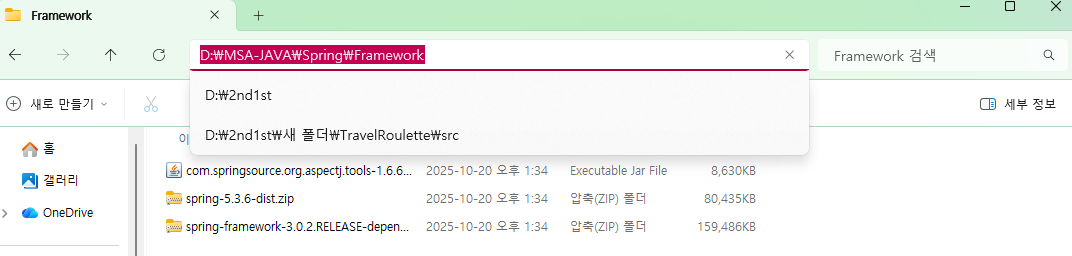 Framework
D:₩MSA-JAVA₩Spring₩Framework
Framework 검색
D:₩2nd1st
D:₩2nd1st₩새 폴더₩TravelRoulette₩src
새로 만들기
세부 정보
홈
갤러리
OneDrive
com.springsource.org.aspectj.tools-1.6.6... 2025-10-20 오후 1:34 Executable Jar File 8,630KB
spring-5.3.6-dist.zip 2025-10-20 오후 1:34 압축(ZIP) 폴더 80,435KB
spring-framework-3.0.2.RELEASE-depen... 2025-10-20 오후 1:34 압축(ZIP) 폴더 159,486KB